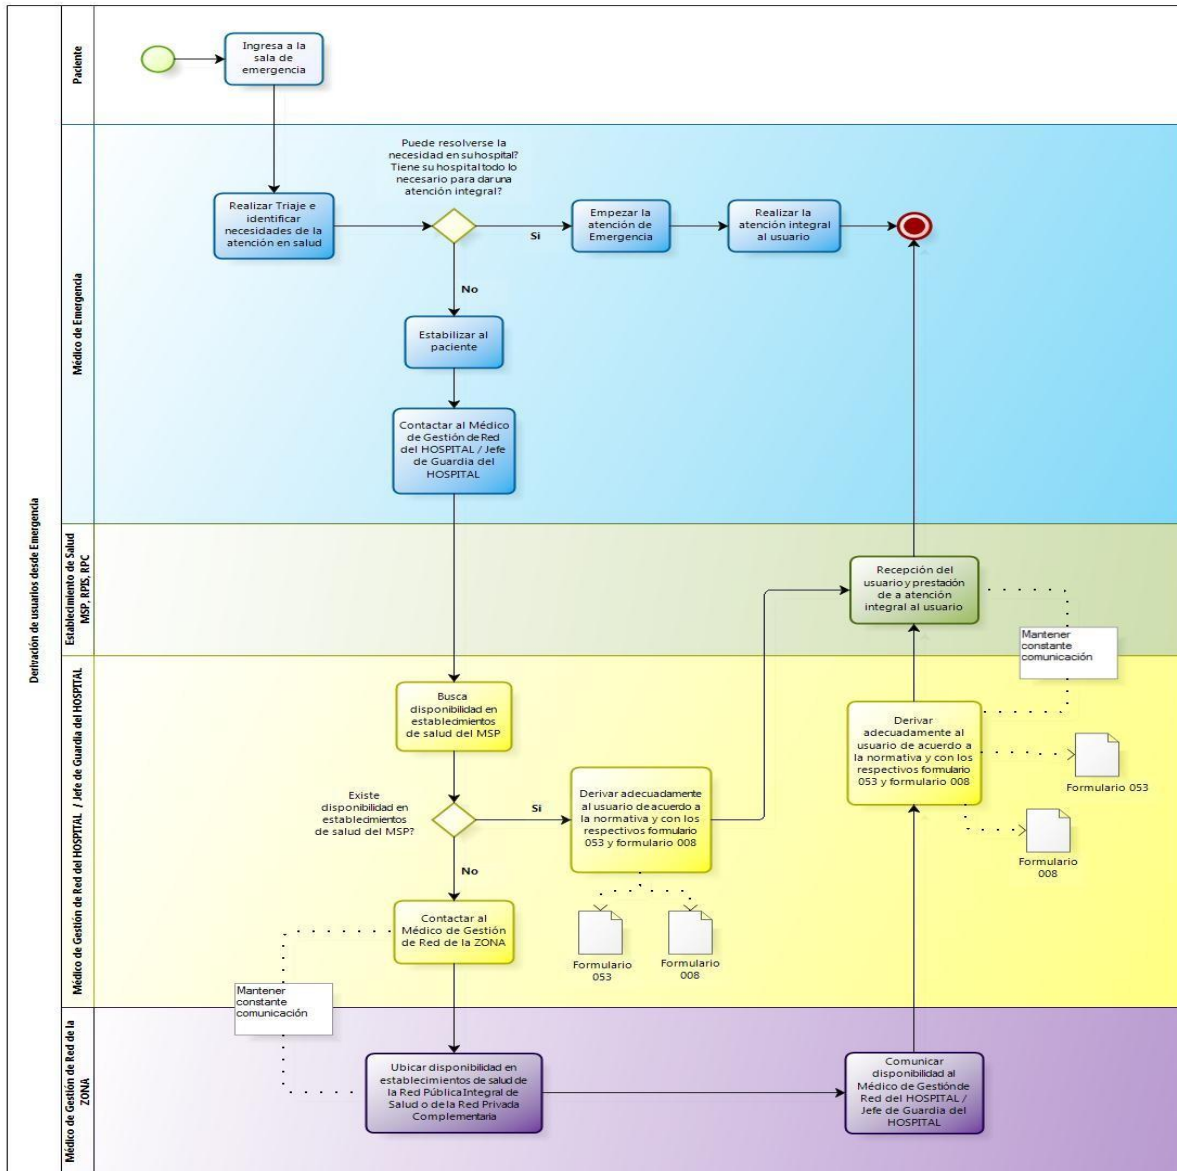 Derivación de usuarios desde Emergencia
Paciente
Ingresa a la
sala de
emergencia
Médico de Emergencia
Realizar Triaje e
identificar
necesidades de la
atención en salud
Puede resolverse la
necesidad en suhospital?
Tiene su hospital todo lo
necesario para dar una
atención integral?
Si
Empezar la
atención de
Emergencia
Realizar la
atención integral
al usuario
No
Estabilizar al
paciente
Contactar al Médico
de Gestión de Red
del HOSPITAL / Jefe
de Guardia del
HOSPITAL
Establecimiento de Salud
MSP, RPIS, RPC
Recepción del
usuario y prestación
de a atención
integral al usuario
Mantener
constante
comunicación
Médico de Gestión de Red del HOSPITAL / Jefe de Guardia del HOSPITAL
Busca
disponibilidad en
establecimientos
de salud del MSP
Existe
disponibilidad en
establecimientos
de salud del MSP?
Si
Derivar adecuadamente
al usuario de acuerdo a
la normativa y con los
respectivos formulario
053 y formulario 008
Formulario
053
Formulario
008
Derivar
adecuadamente al
usuario de acuerdo a
la normativa y con los
respectivos formulario
053 y formulario 008
Formulario 053
Formulario
008
No
Contactar al
Médico de Gestión
de Red de la ZONA
Mantener
constante
comunicación
Médico de Gestión de Red de la
ZONA
Ubicar disponibilidad en
establecimientos de salud de
la Red Pública Integral de
Salud o de la Red Privada
Complementaria
Comunicar
disponibilidad al
Médico de Gestión de
Red del HOSPITAL /
Jefe de Guardia del
HOSPITAL